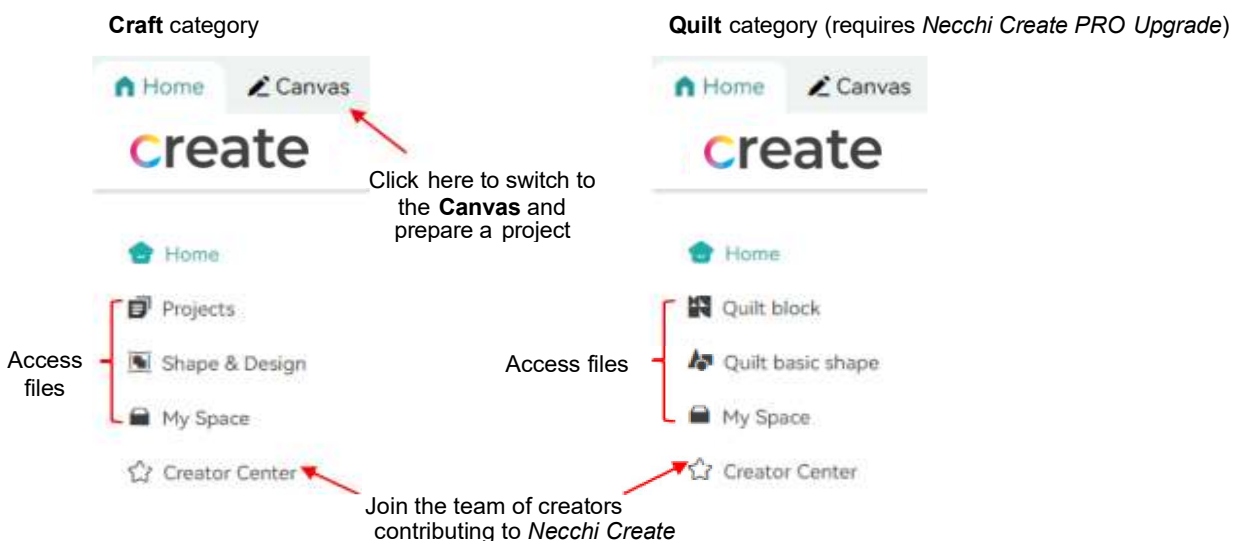 Craft category
Home
Canvas
create
Click here to switch to
the Canvas and
prepare a project
Home
Projects
Shape & Design
My Space
Creator Center
Access
files
Quilt category (requires Necchi Create PRO Upgrade)
Home
Canvas
create
Home
Quilt block
Quilt basic shape
My Space
Creator Center
Access files
Join the team of creators
contributing to Necchi Create